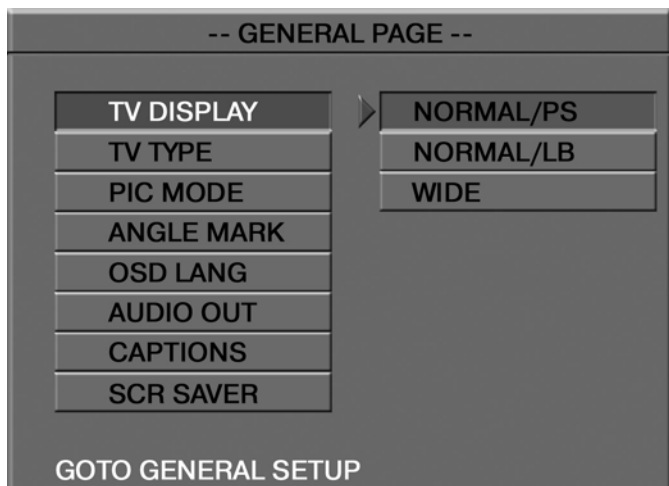 -- GENERAL PAGE --
TV DISPLAY
TV TYPE
PIC MODE
ANGLE MARK
OSD LANG
AUDIO OUT
CAPTIONS
SCR SAVER
NORMAL/PS
NORMAL/LB
WIDE
GOTO GENERAL SETUP